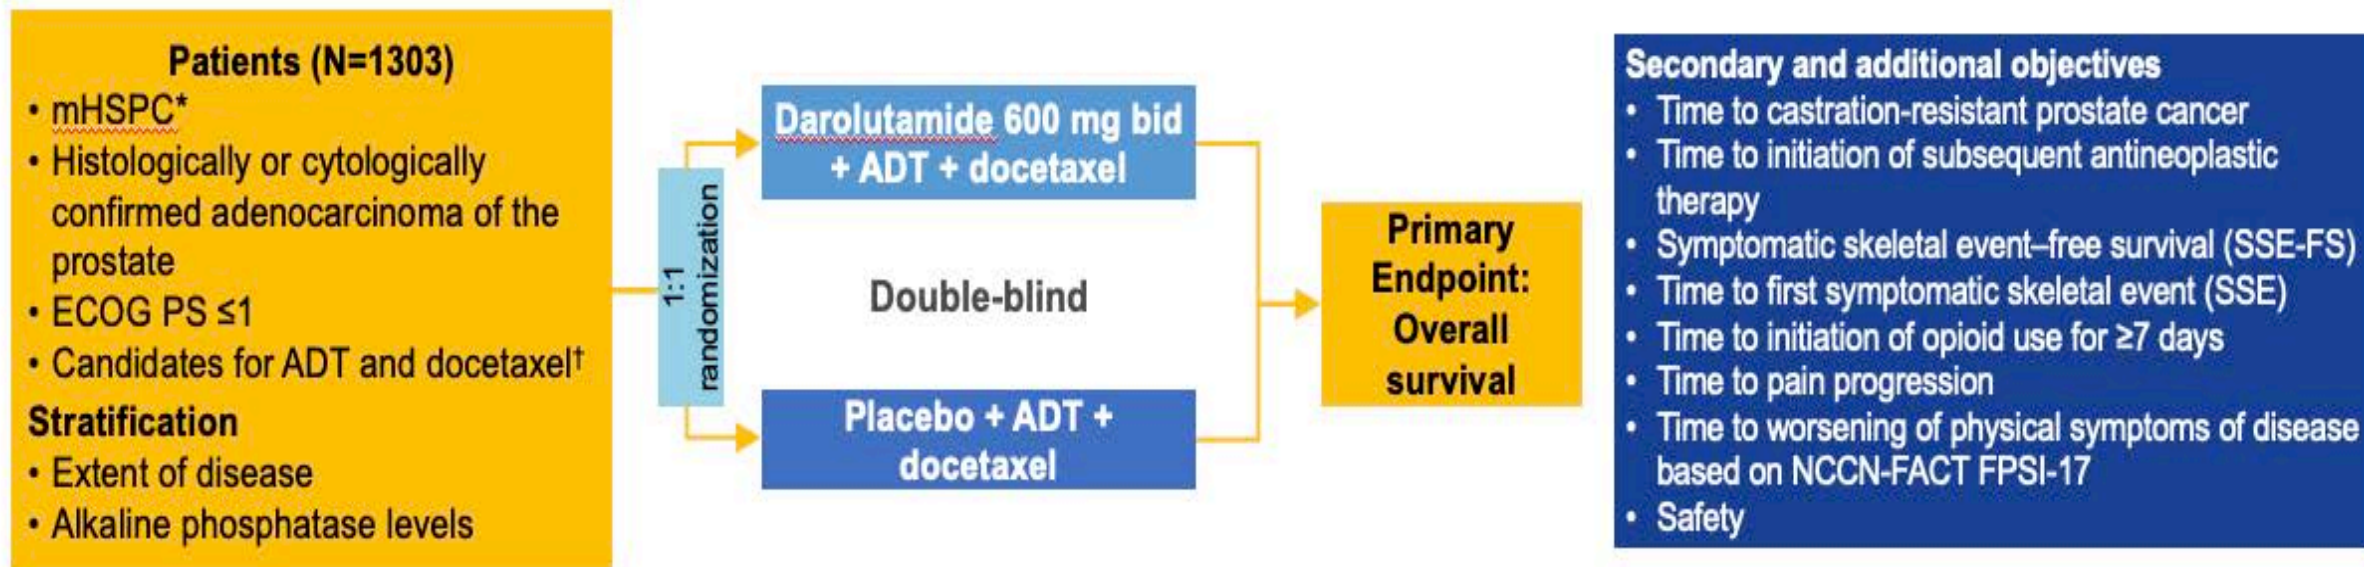 Patients (N=1303)
• mHSPC*
• Histologically or cytologically
confirmed adenocarcinoma of the
prostate
• ECOG PS ≤1
• Candidates for ADT and docetaxel†
Stratification
• Extent of disease
• Alkaline phosphatase levels
1:1
randomization
Darolutamide 600 mg bid
+ ADT + docetaxel
Double-blind
Placebo + ADT +
docetaxel
Primary
Endpoint:
Overall
survival
Secondary and additional objectives
• Time to castration-resistant prostate cancer
• Time to initiation of subsequent antineoplastic
therapy
• Symptomatic skeletal event–free survival (SSE-FS)
• Time to first symptomatic skeletal event (SSE)
• Time to initiation of opioid use for ≥7 days
• Time to pain progression
• Time to worsening of physical symptoms of disease
based on NCCN-FACT FPSI-17
• Safety